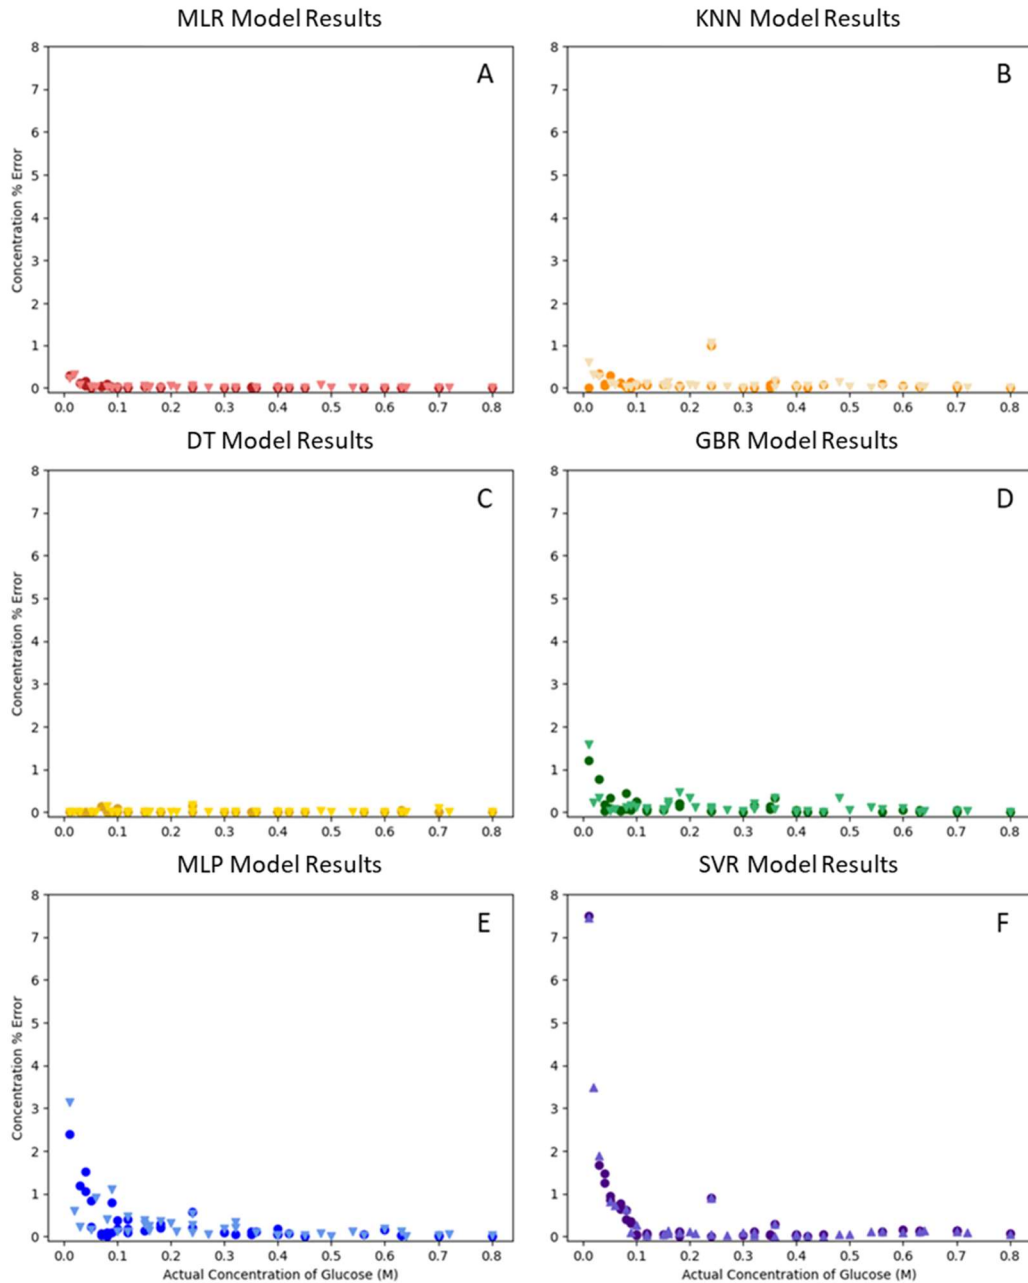 MLR Model Results
KNN Model Results
8
7
6
5
4
3
2
1
0
Concentration % Error
A
0.0 0.1 0.2 0.3 0.4 0.5 0.6 0.7 0.8
8
7
6
5
4
3
2
1
0
B
0.0 0.1 0.2 0.3 0.4 0.5 0.6 0.7 0.8
DT Model Results
GBR Model Results
8
7
6
5
4
3
2
1
0
Concentration % Error
C
0.0 0.1 0.2 0.3 0.4 0.5 0.6 0.7 0.8
8
7
6
5
4
3
2
1
0
D
0.0 0.1 0.2 0.3 0.4 0.5 0.6 0.7 0.8
MLP Model Results
SVR Model Results
8
7
6
5
4
3
2
1
0
Concentration % Error
E
0.0 0.1 0.2 0.3 0.4 0.5 0.6 0.7 0.8
Actual Concentration of Glucose (M)
8
7
6
5
4
3
2
1
0
F
0.0 0.1 0.2 0.3 0.4 0.5 0.6 0.7 0.8
Actual Concentration of Glucose (M)